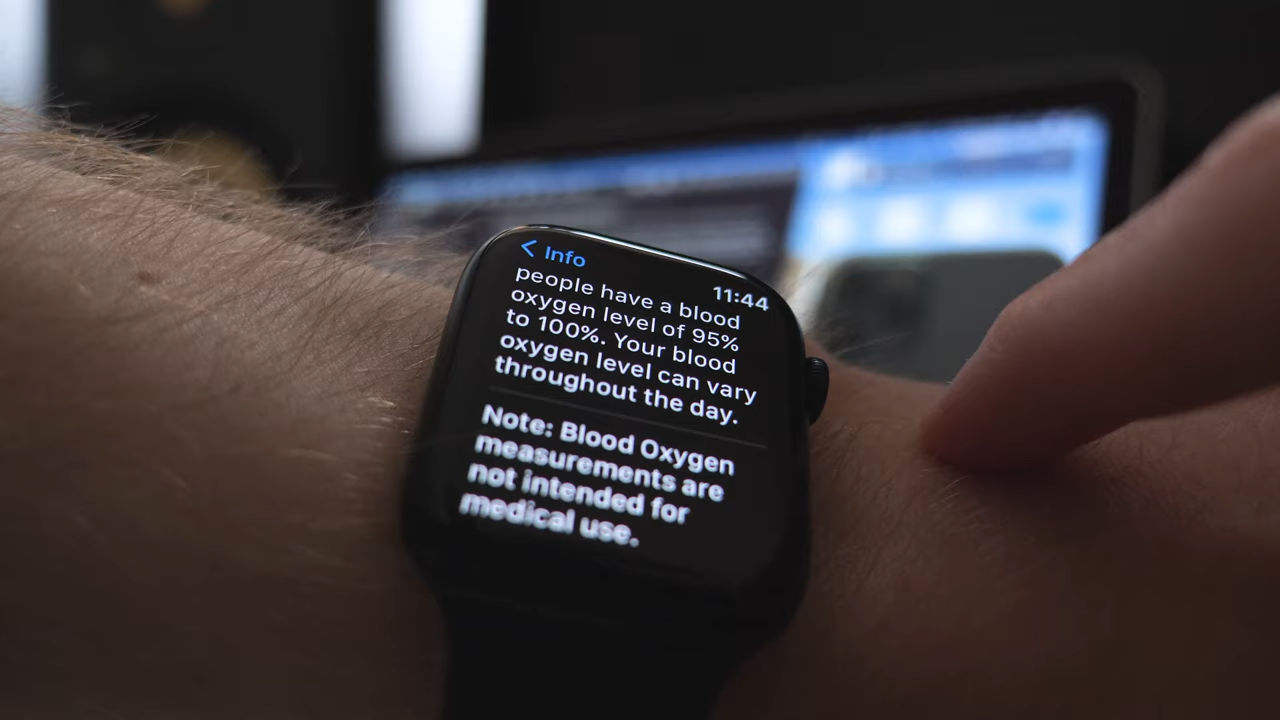 < Info
11:44
people have a blood
oxygen level of 95%
to 100%. Your blood
oxygen level can vary
throughout the day.
Note: Blood Oxygen
measurements are
not intended for
medical use.